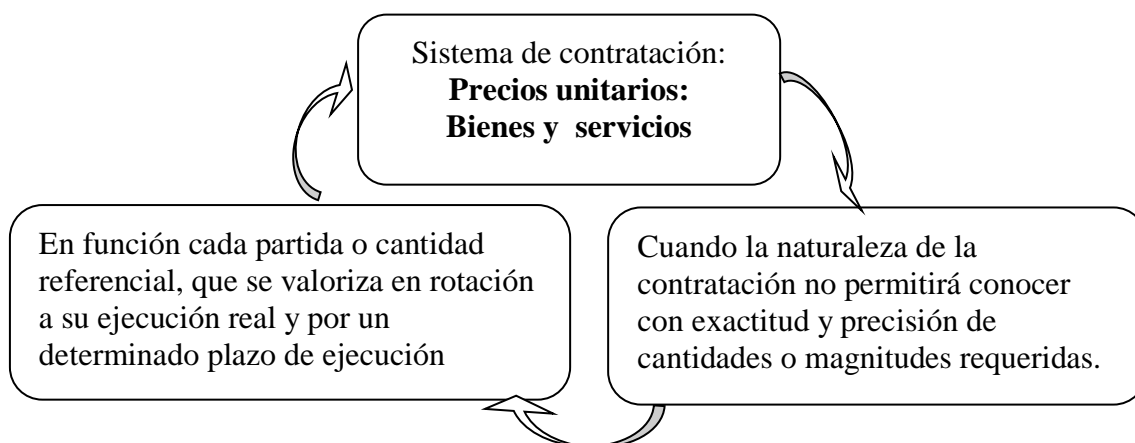 Sistema de contratación:
Precios unitarios:
Bienes y servicios
En función cada partida o cantidad
referencial, que se valoriza en rotación
a su ejecución real y por un
determinado plazo de ejecución
Cuando la naturaleza de la
contratación no permitirá conocer
con exactitud y precisión de
cantidades o magnitudes requeridas.